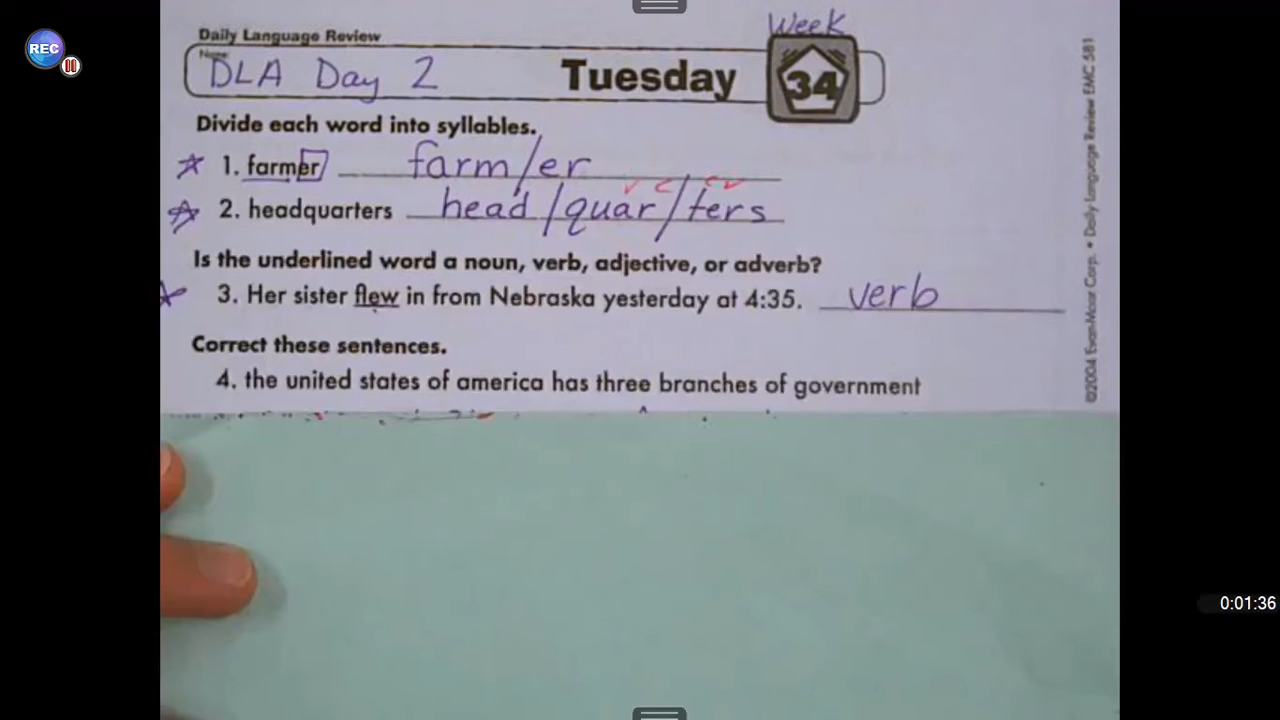 REC
Week
Daily Language Review
Name
DLA Day 2 Tuesday 34
Divide each word into syllables.
1. farmer farm/er
v c c v
2. headquarters head/quar/ters
Is the underlined word a noun, verb, adjective, or adverb?
3. Her sister flew in from Nebraska yesterday at 4:35. verb
Correct these sentences.
4. the united states of america has three branches of government
©2004 Evan-Moor Corp. • Daily Language Review EMC 581
0:01:36